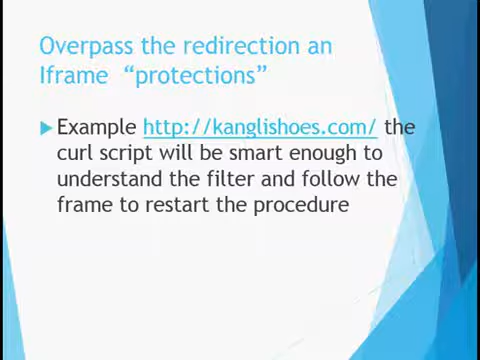 Overpass the redirection an
Iframe “protections”
Example http://kanglishoes.com/ the
curl script will be smart enough to
understand the filter and follow the
frame to restart the procedure